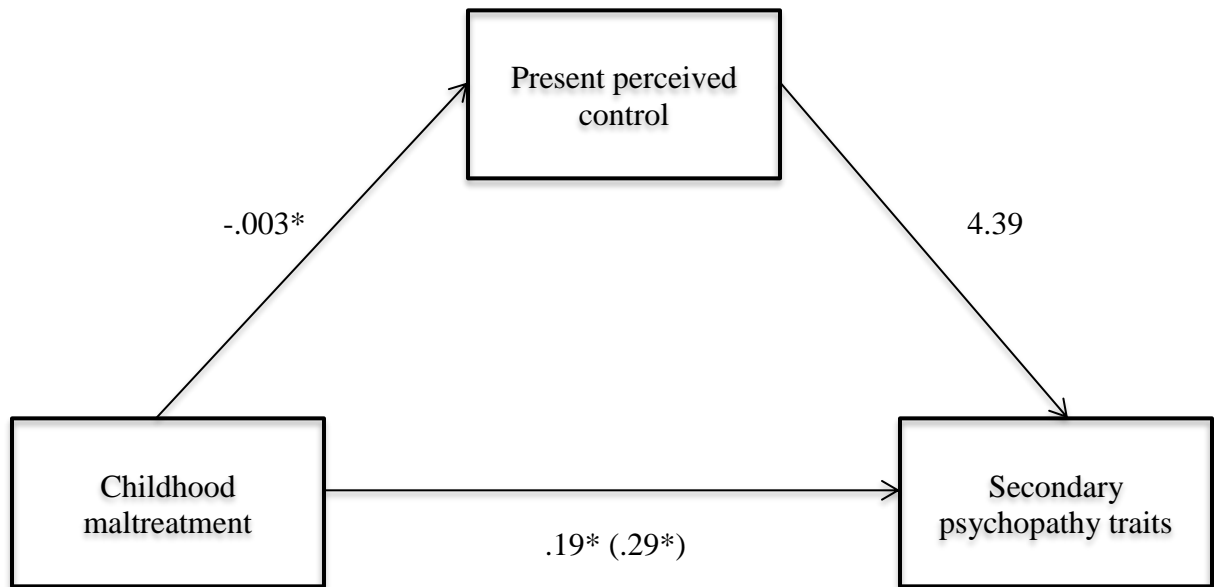 Present perceived
control
-.003*
4.39
Childhood
maltreatment
Secondary
psychopathy traits
.19* (.29*)